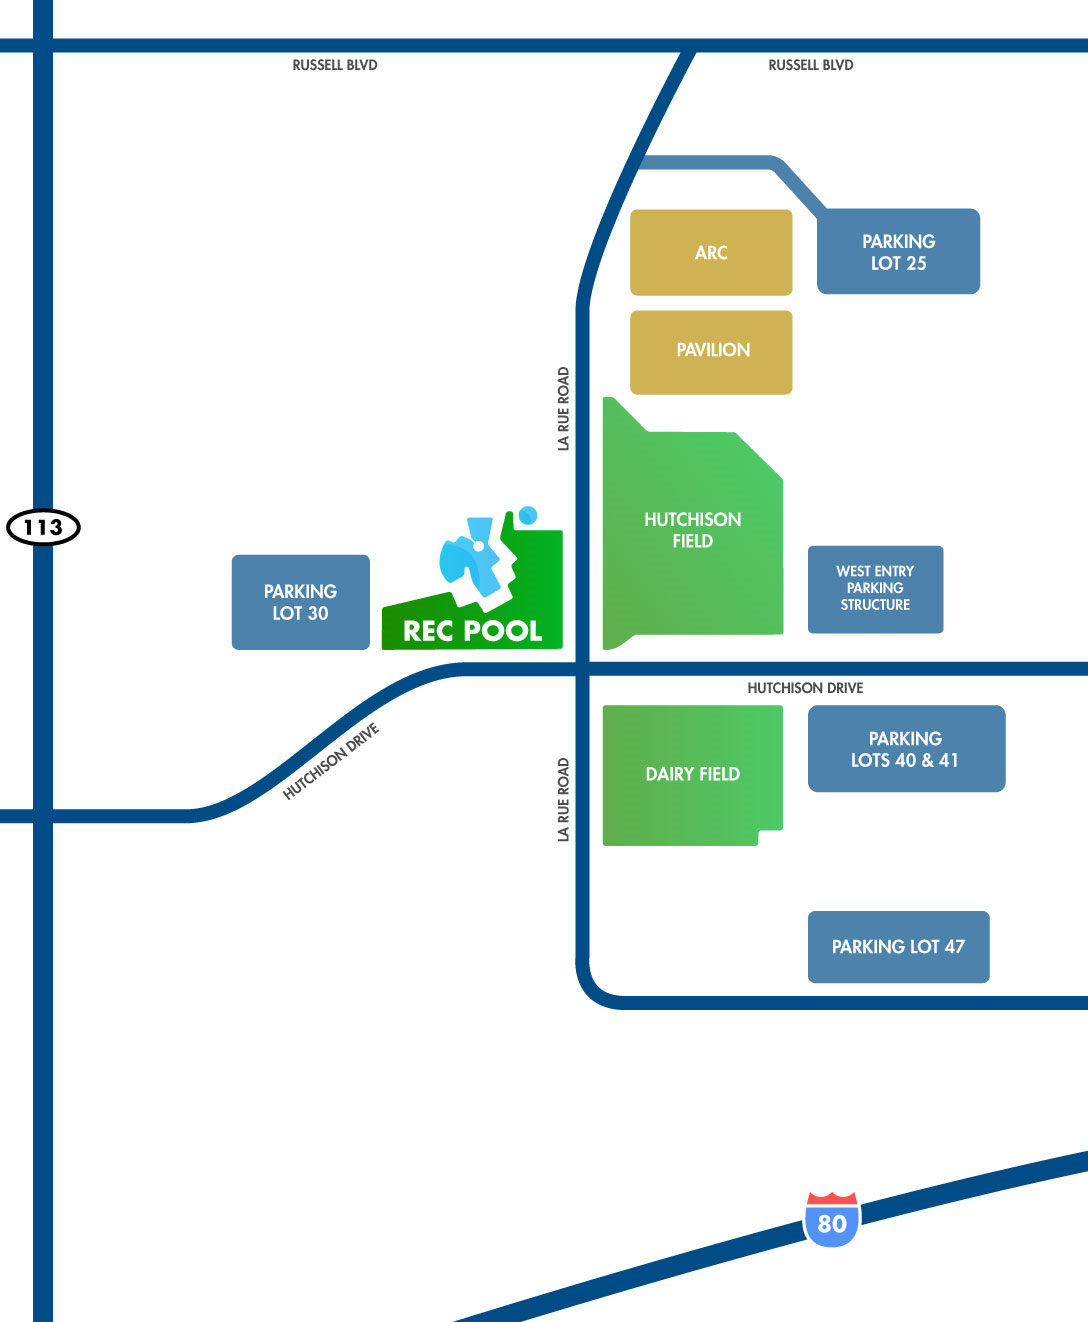 RUSSELL BLVD
RUSSELL BLVD
ARC
PARKING
LOT 25
PAVILION
LA RUE ROAD
113
HUTCHISON
FIELD
PARKING
LOT 30
REC POOL
WEST ENTRY
PARKING
STRUCTURE
HUTCHISON DRIVE
HUTCHISON DRIVE
LA RUE ROAD
DAIRY FIELD
PARKING
LOTS 40 & 41
PARKING LOT 47
80